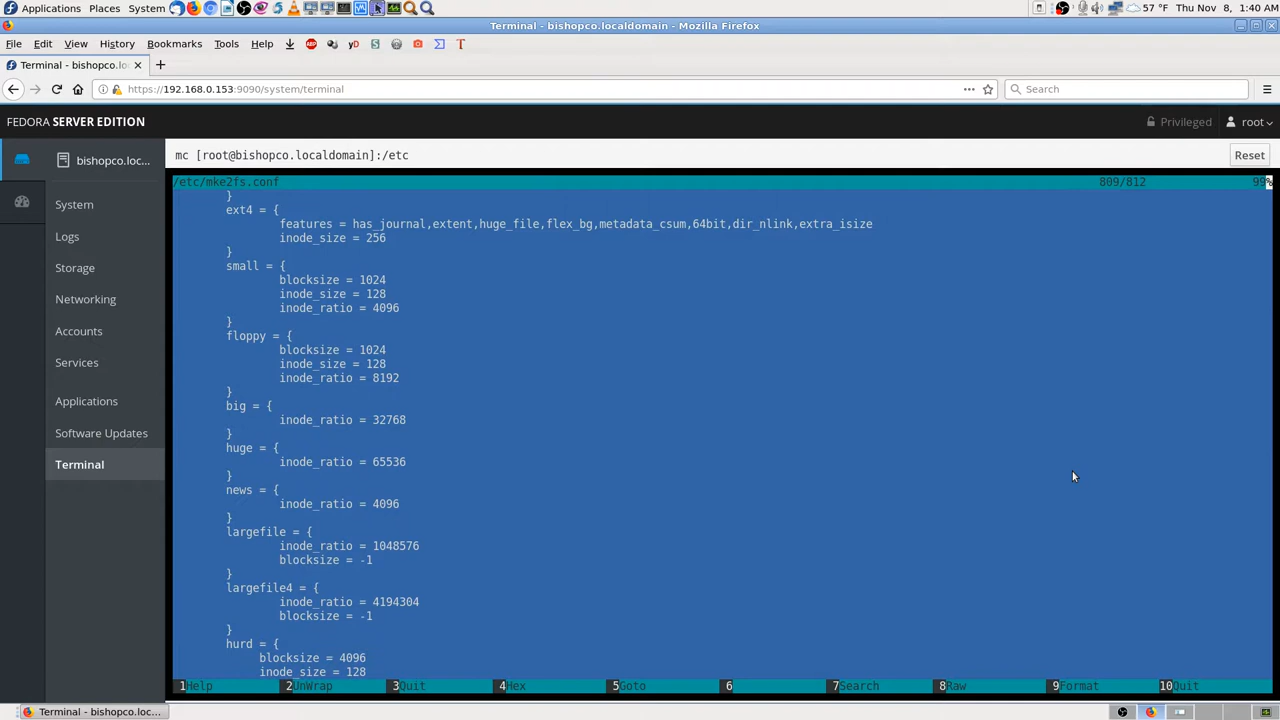 Applications Places System 57 °F Thu Nov 8, 1:40 AM
Terminal - bishopco.localdomain - Mozilla Firefox
File Edit View History Bookmarks Tools Help
Terminal - bishopco.lo
https://192.168.0.153:9090/system/terminal
Search
FEDORA SERVER EDITION
Privileged
root
bishopco.loc...
mc [root@bishopco.localdomain]:/etc
Reset
System
Logs
Storage
Networking
Accounts
Services
Applications
Software Updates
Terminal
/etc/mke2fs.conf 809/812 99%
}
ext4 = {
features = has_journal,extent,huge_file,flex_bg,metadata_csum,64bit,dir_nlink,extra_isize
inode_size = 256
}
small = {
blocksize = 1024
inode_size = 128
inode_ratio = 4096
}
floppy = {
blocksize = 1024
inode_size = 128
inode_ratio = 8192
}
big = {
inode_ratio = 32768
}
huge = {
inode_ratio = 65536
}
news = {
inode_ratio = 4096
}
largefile = {
inode_ratio = 1048576
blocksize = -1
}
largefile4 = {
inode_ratio = 4194304
blocksize = -1
}
hurd = {
blocksize = 4096
inode_size = 128
1Help 2UnWrap 3Quit 4Hex 5Goto 6 7Search 8Raw 9Format 10Quit
Terminal - bishopco.loc...